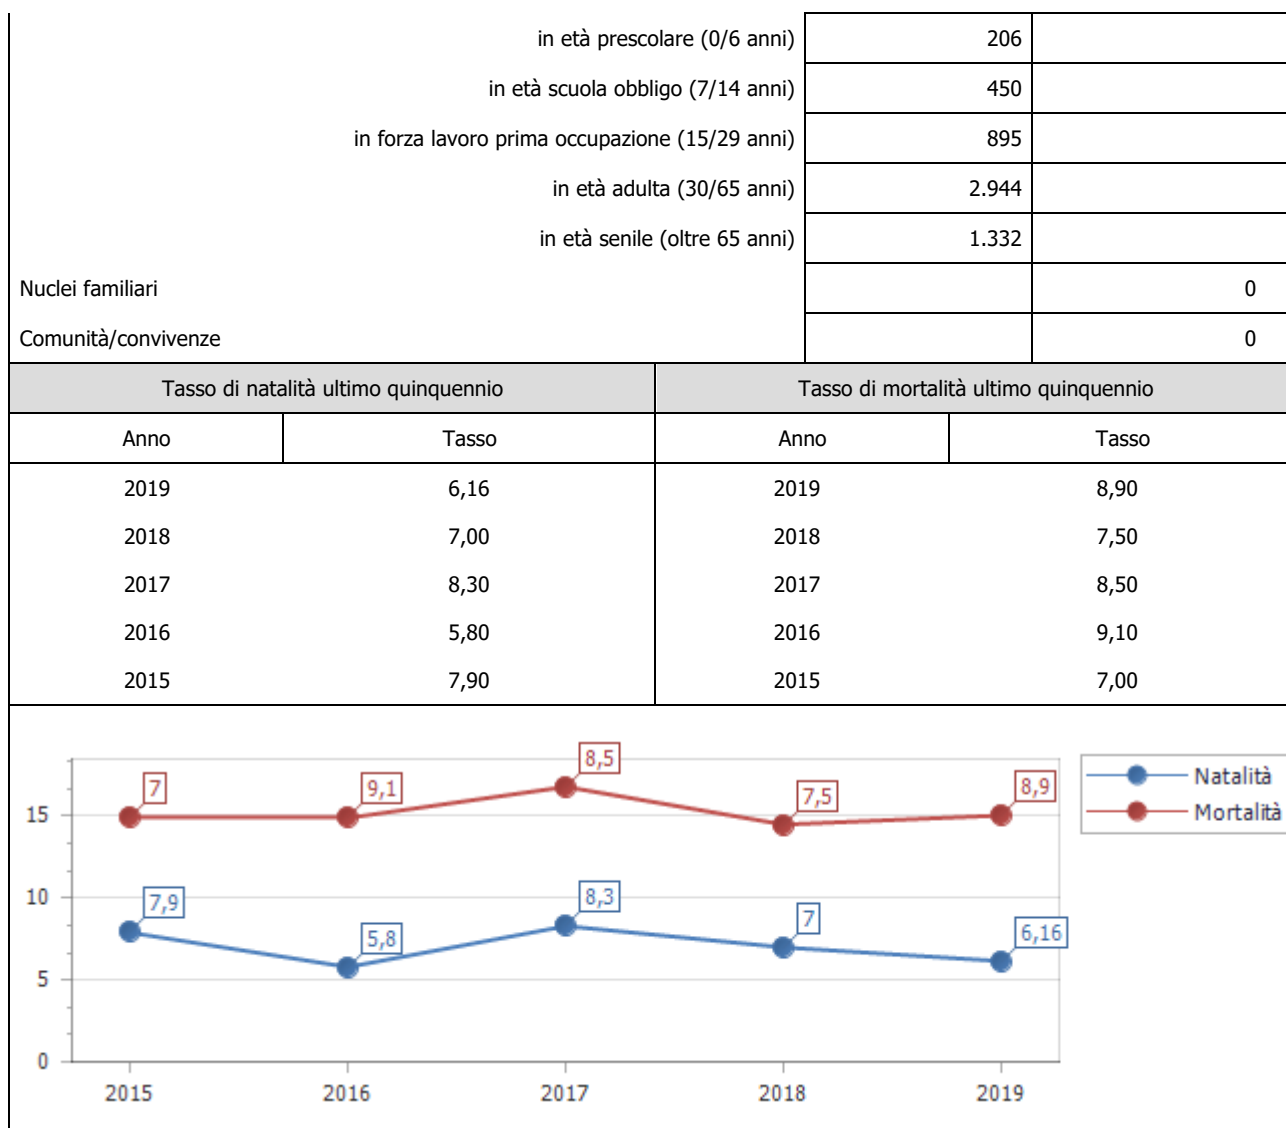 in età prescolare (0/6 anni) 206
in età scuola obbligo (7/14 anni) 450
in forza lavoro prima occupazione (15/29 anni) 895
in età adulta (30/65 anni) 2.944
in età senile (oltre 65 anni) 1.332
Nuclei familiari 0
Comunità/convivenze 0
Tasso di natalità ultimo quinquennio Tasso di mortalità ultimo quinquennio
Anno Tasso Anno Tasso
2019 6,16 2019 8,90
2018 7,00 2018 7,50
2017 8,30 2017 8,50
2016 5,80 2016 9,10
2015 7,90 2015 7,00
7 9,1 8,5 7,5 8,9
7,9 5,8 8,3 7 6,16
Natalità
Mortalità
15
10
5
0
2015 2016 2017 2018 2019